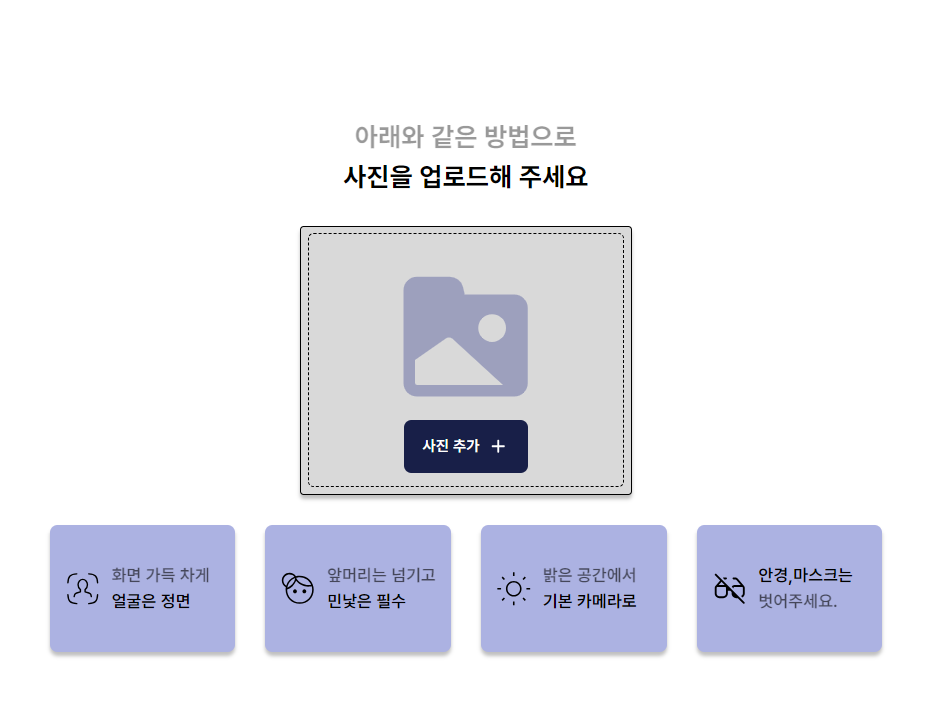 아래와 같은 방법으로
사진을 업로드해 주세요
사진 추가 +
화면 가득 차게
얼굴은 정면
앞머리는 넘기고
민낯은 필수
밝은 공간에서
기본 카메라로
안경,마스크는
벗어주세요.